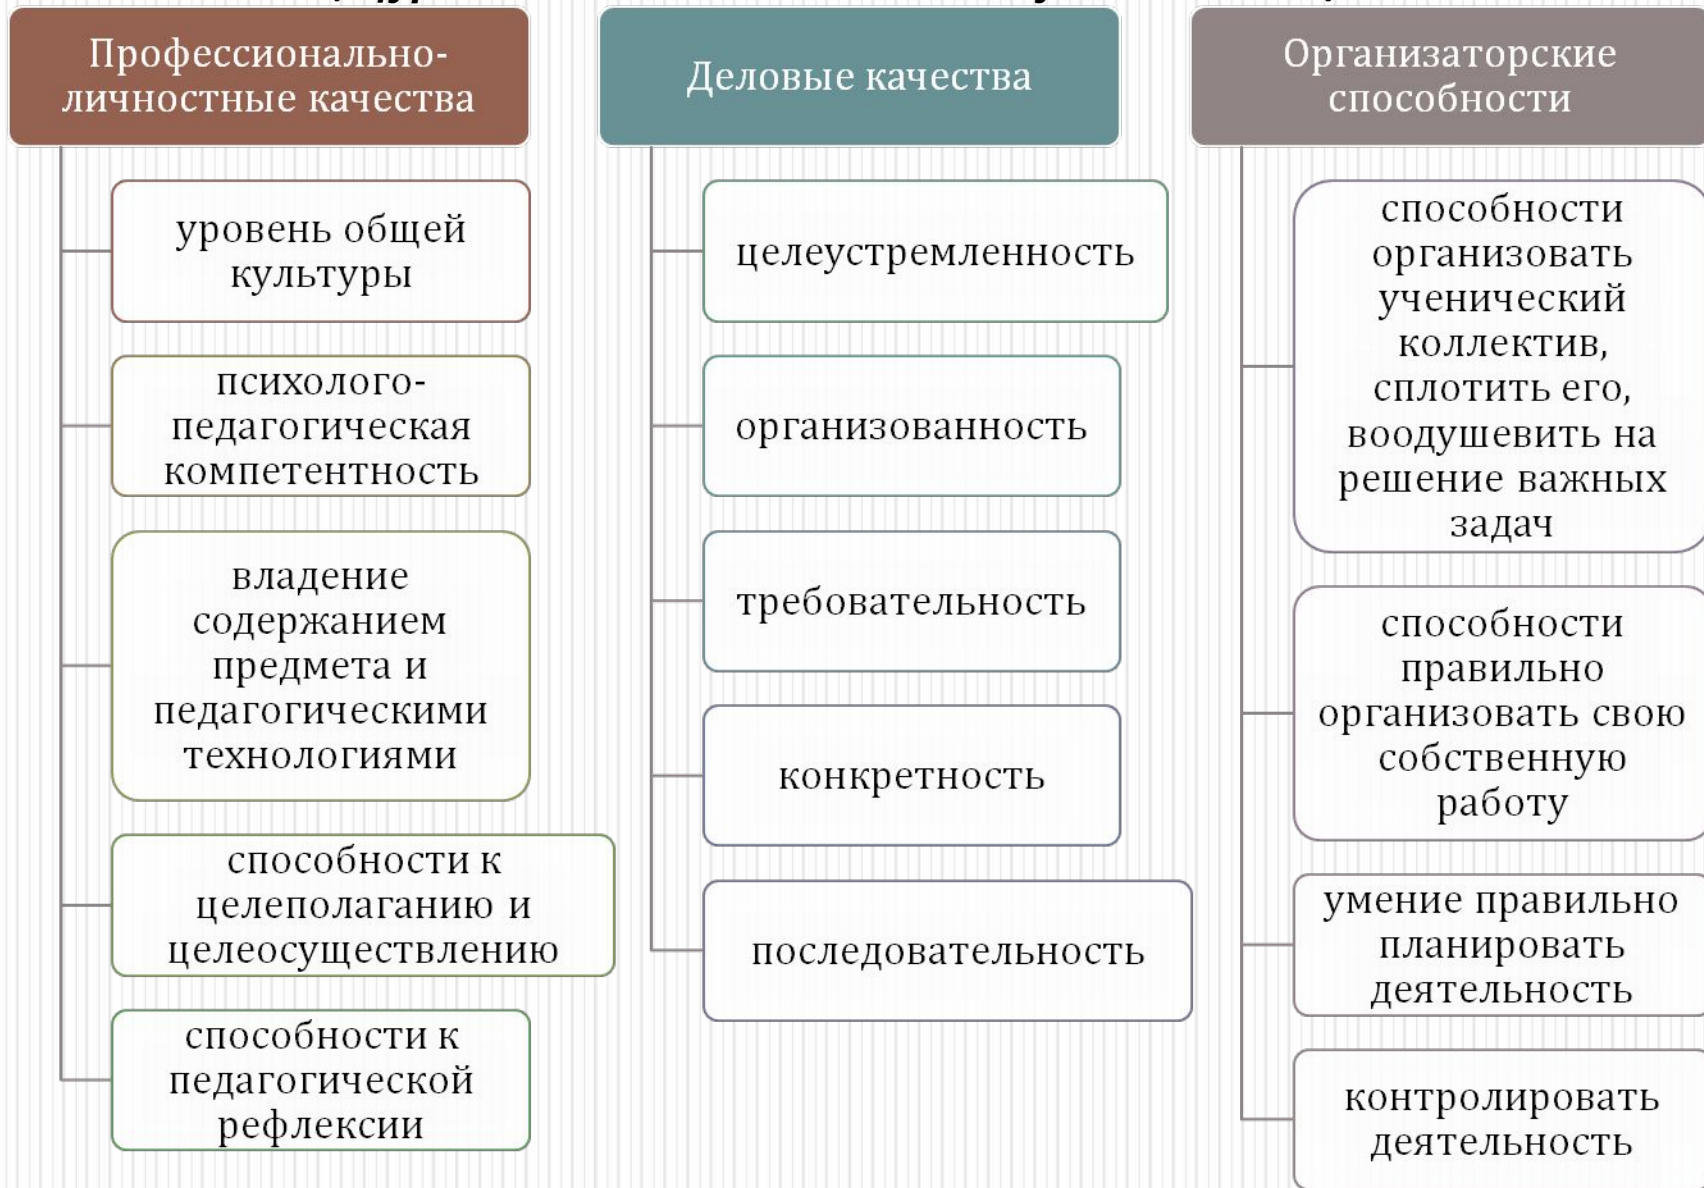 Профессионально-
личностные качества
уровень общей
культуры
психолого-
педагогическая
компетентность
владение
содержанием
предмета и
педагогическими
технологиями
способности к
целеполаганию и
целеосуществлению
способности к
педагогической
рефлексии
Деловые качества
целеустремленность
организованность
требовательность
конкретность
последовательность
Организаторские
способности
способности
организовать
ученический
коллектив,
сплотить его,
воодушевить на
решение важных
задач
способности
правильно
организовать свою
собственную
работу
умение правильно
планировать
деятельность
контролировать
деятельность